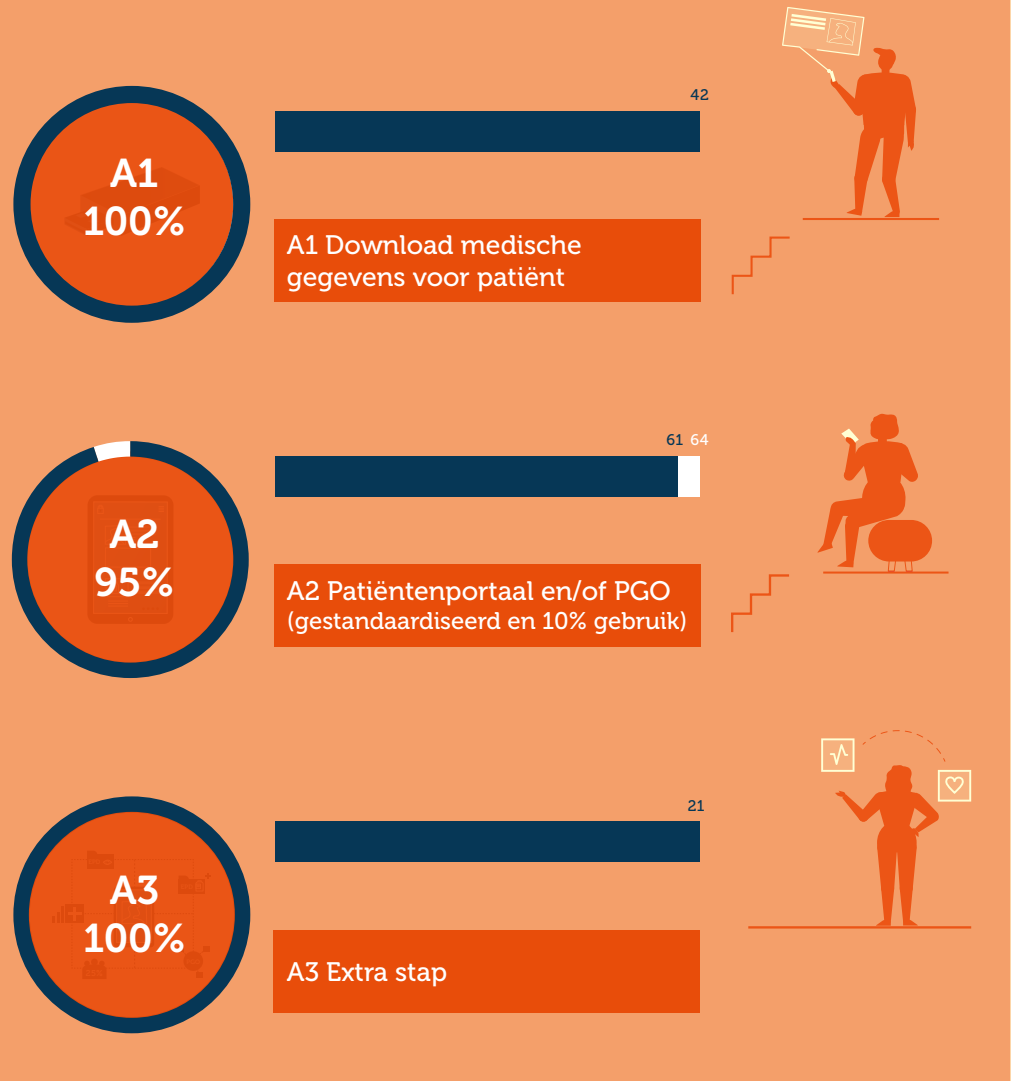 42
A1
100%
A1 Download medische
gegevens voor patiënt
61 64
A2
95%
A2 Patiëntenportaal en/of PGO
(gestandaardiseerd en 10% gebruik)
21
A3
100%
A3 Extra stap